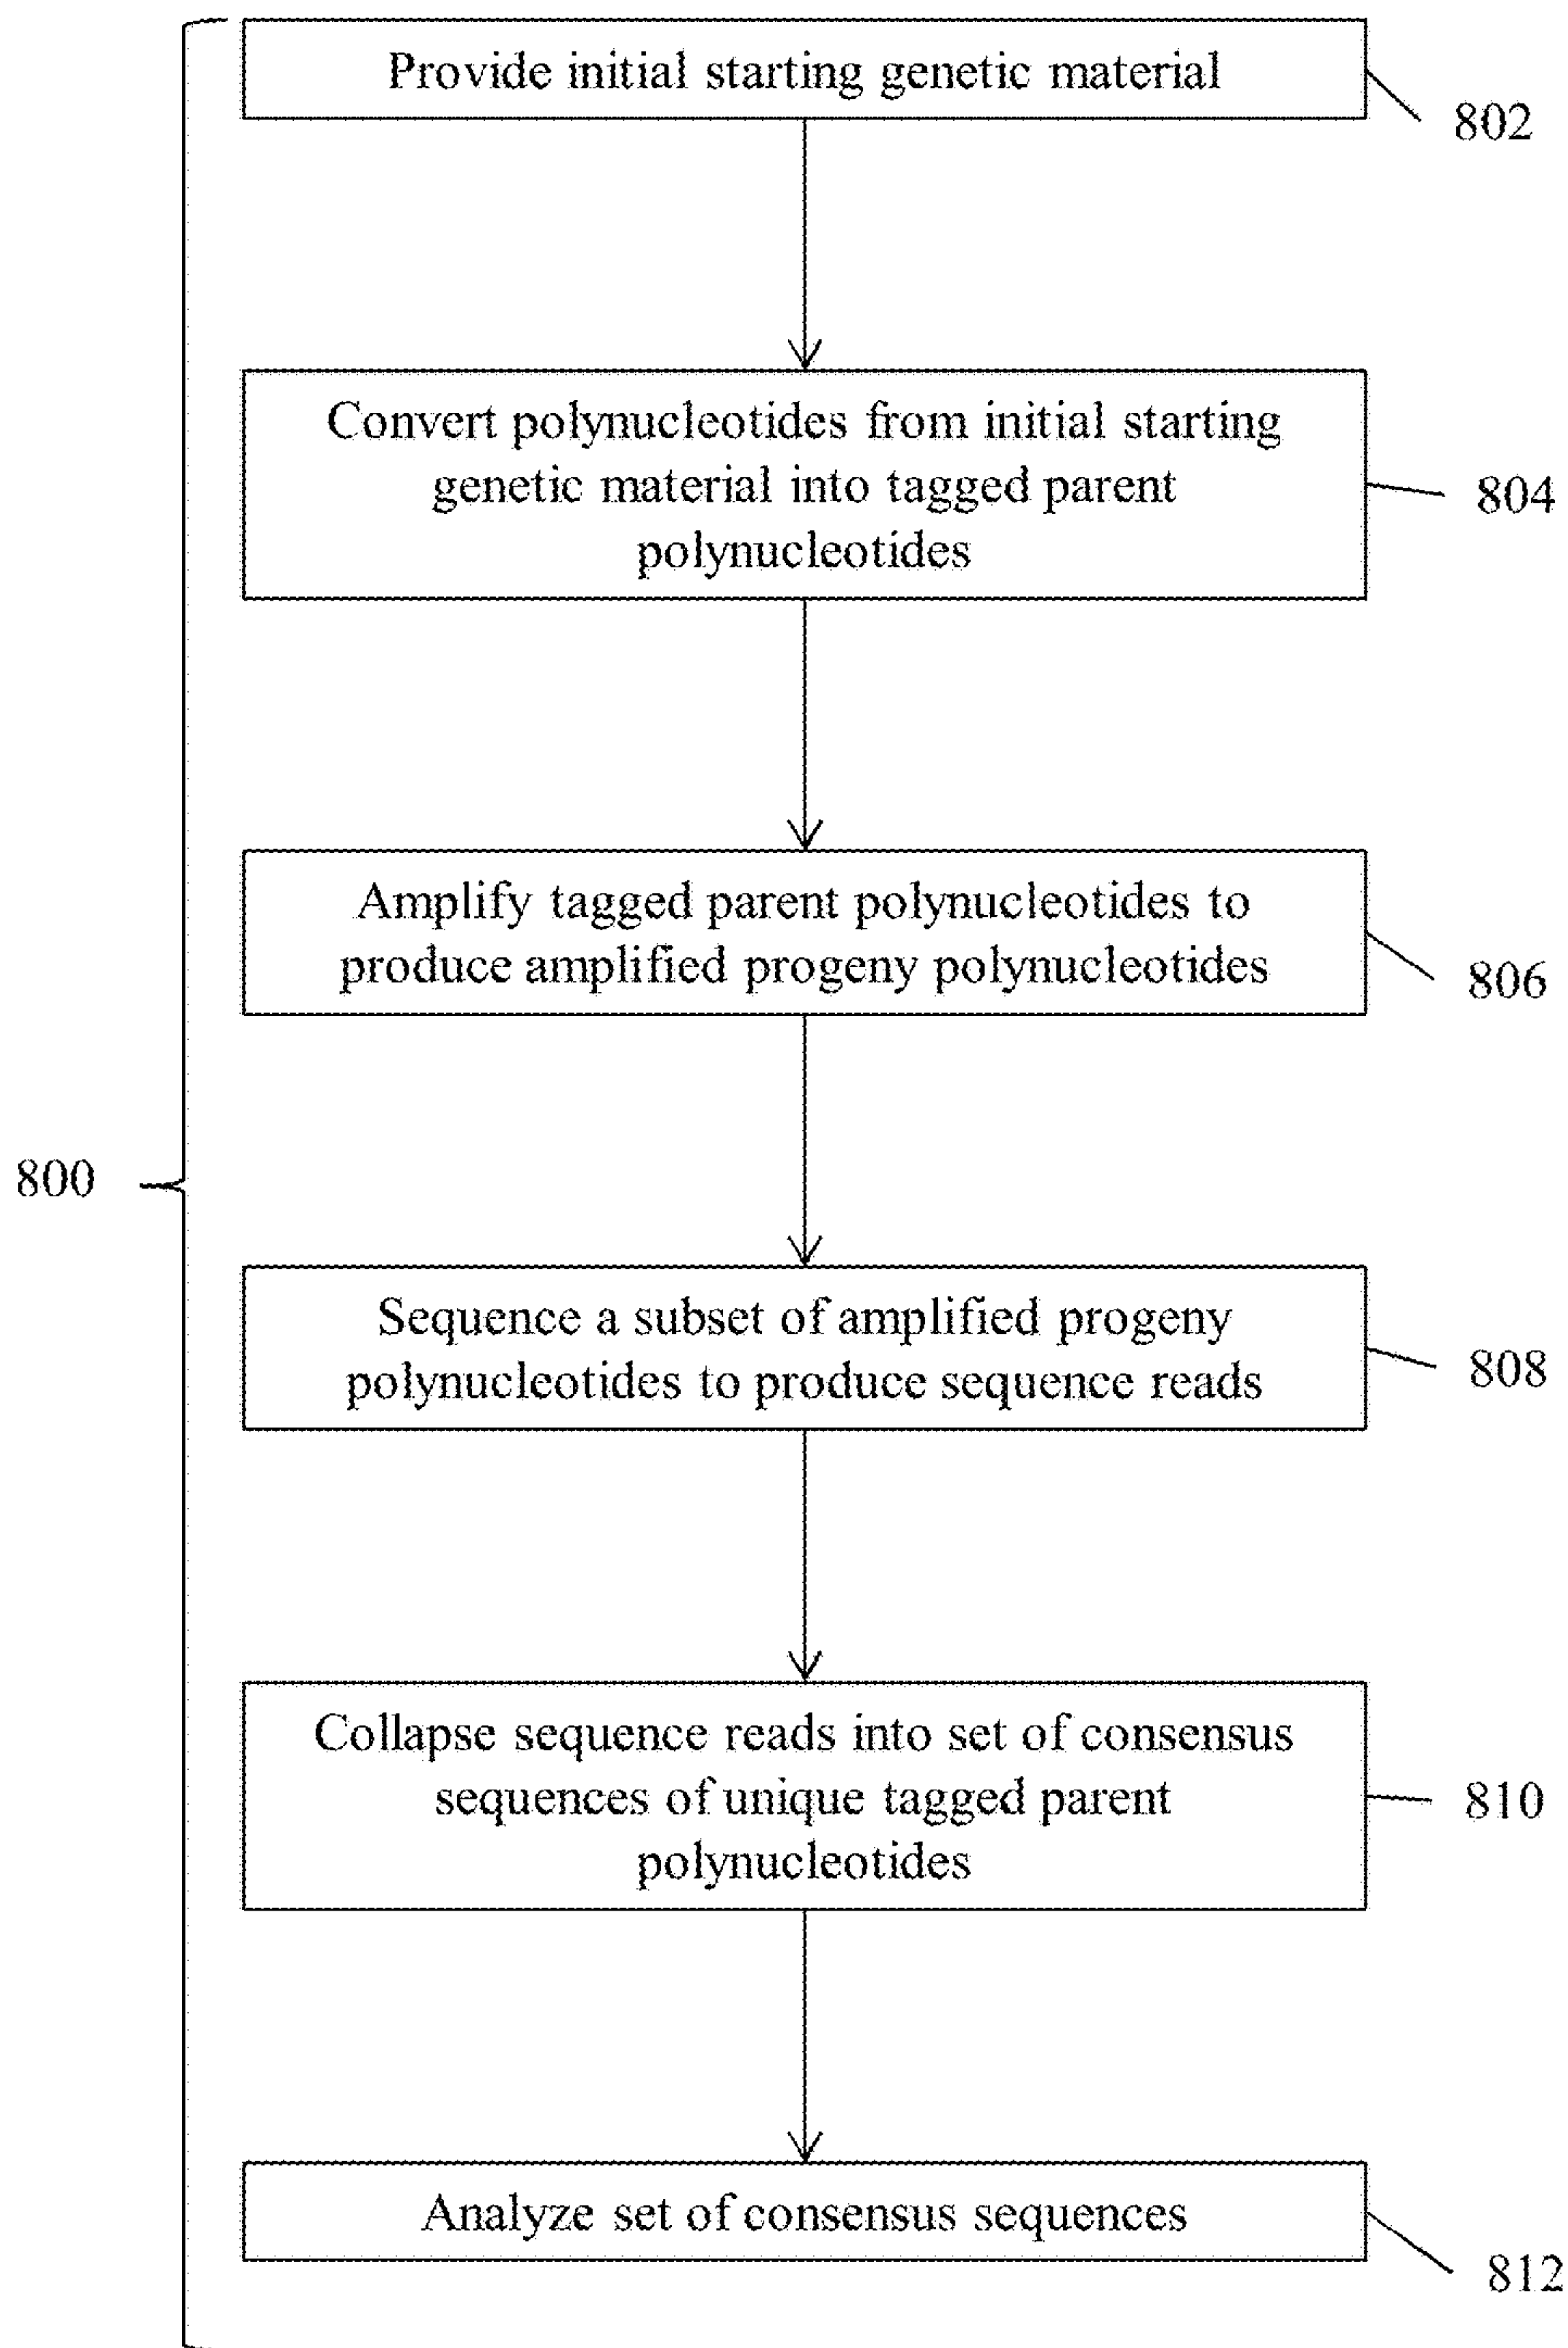 Provide initial starting genetic material
802
Convert polynucleotides from initial starting
genetic material into tagged parent
polynucleotides
804
Amplify tagged parent polynucleotides to
produce amplified progeny polynucleotides
806
800
Sequence a subset of amplified progeny
polynucleotides to produce sequence reads
808
Collapse sequence reads into set of consensus
sequences of unique tagged parent
polynucleotides
810
Analyze set of consensus sequences
812